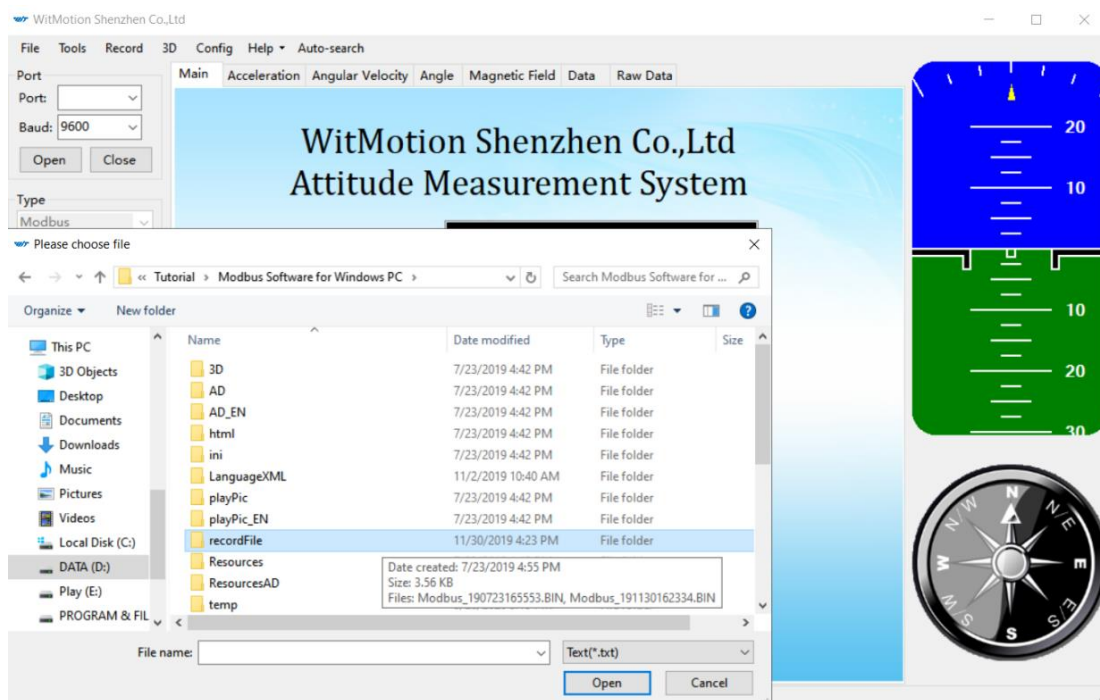 WitMotion Shenzhen Co.,Ltd
File Tools Record 3D Config Help Auto-search
Port
Port:
Baud: 9600
Open Close
Type
Modbus
Main Acceleration Angular Velocity Angle Magnetic Field Data Raw Data
WitMotion Shenzhen Co.,Ltd
Attitude Measurement System
20
10
10
20
30
N
N/E
E
E/S
S
W/S
W
N/W
Please choose file
« Tutorial › Modbus Software for Windows PC ›
Search Modbus Software for ...
Organize New folder
This PC
3D Objects
Desktop
Documents
Downloads
Music
Pictures
Videos
Local Disk (C:)
DATA (D:)
Play (E:)
PROGRAM & FIL
Name Date modified Type Size
3D 7/23/2019 4:42 PM File folder
AD 7/23/2019 4:42 PM File folder
AD_EN 7/23/2019 4:42 PM File folder
html 7/23/2019 4:42 PM File folder
ini 7/23/2019 4:42 PM File folder
LanguageXML 11/2/2019 10:40 AM File folder
playPic 7/23/2019 4:42 PM File folder
playPic_EN 7/23/2019 4:42 PM File folder
recordFile 11/30/2019 4:23 PM File folder
Resources
ResourcesAD
temp
Date created: 7/23/2019 4:55 PM
Size: 3.56 KB
Files: Modbus_190723165553.BIN, Modbus_191130162334.BIN
File name:
Text(*.txt)
Open Cancel